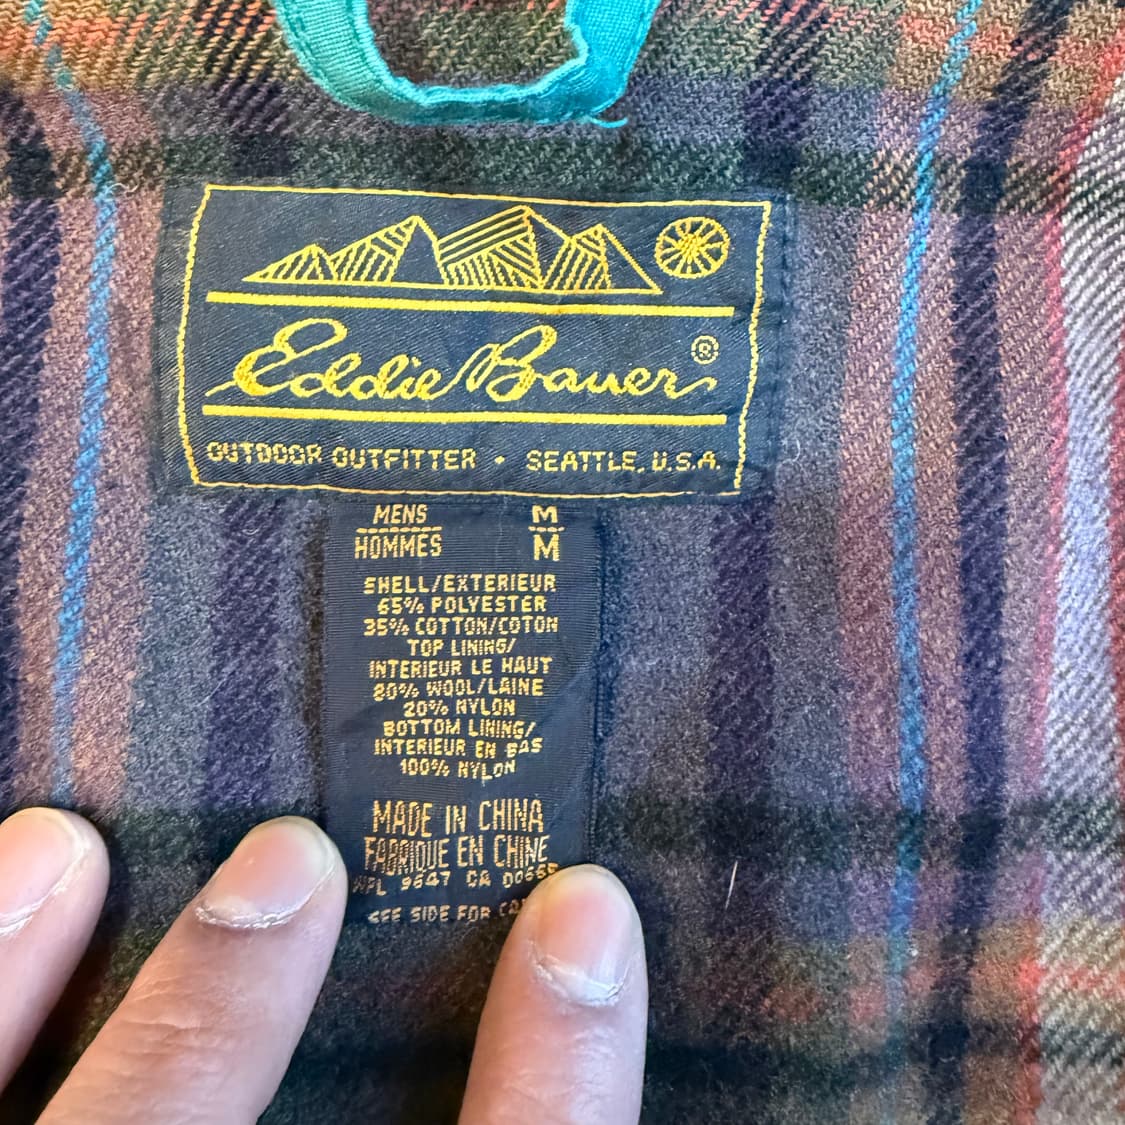 Eddie Bauer ®
OUTDOOR OUTFITTER • SEATTLE, U.S.A.
MENS M
HOMMES M
SHELL/EXTERIEUR
65% POLYESTER
35% COTTON/COTON
TOP LINING/
INTERIEUR LE HAUT
80% WOOL/LAINE
20% NYLON
BOTTOM LINING/
INTERIEUR EN BAS
100% NYLON
MADE IN CHINA
FABRIQUE EN CHINE
WPL 9647 CA
SEE SIDE FOR